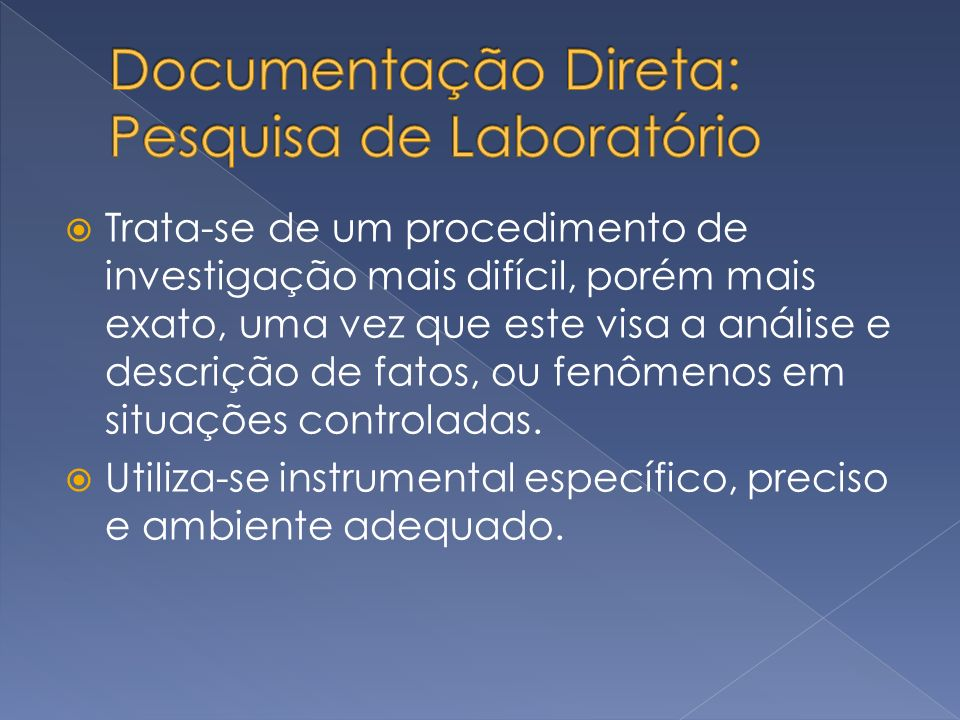 Documentação Direta:
Pesquisa de Laboratório
Trata-se de um procedimento de
investigação mais difícil, porém mais
exato, uma vez que este visa a análise e
descrição de fatos, ou fenômenos em
situações controladas.
Utiliza-se instrumental específico, preciso
e ambiente adequado.